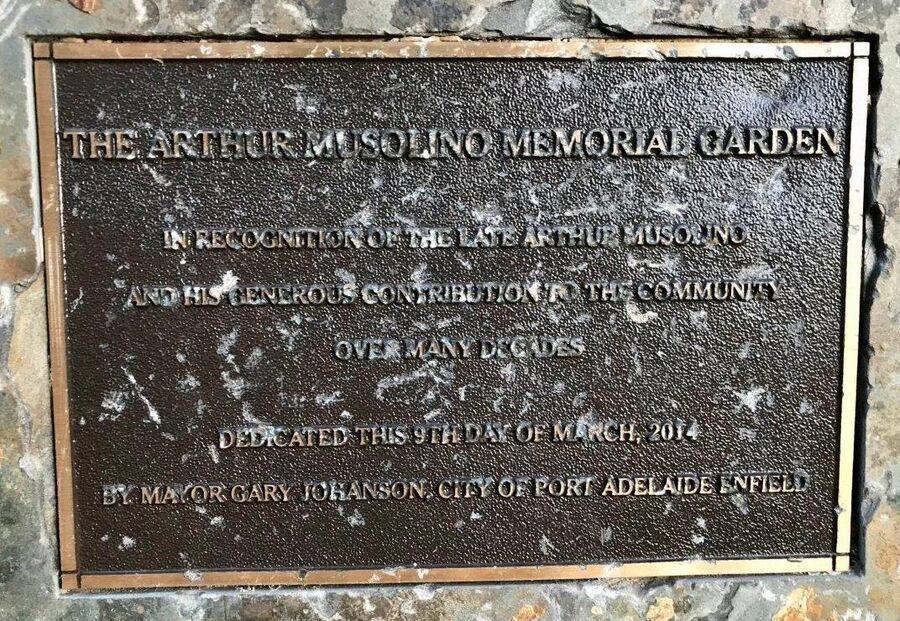 THE ARTHUR MUSOLINO MEMORIAL GARDEN
IN RECOGNITION OF THE LATE ARTHUR MUSOLINO
AND HIS GENEROUS CONTRIBUTION TO THE COMMUNITY
OVER MANY DECADES
DEDICATED THIS 9TH DAY OF MARCH, 2014
BY MAYOR GARY JOHANSON, CITY OF PORT ADELAIDE ENFIELD